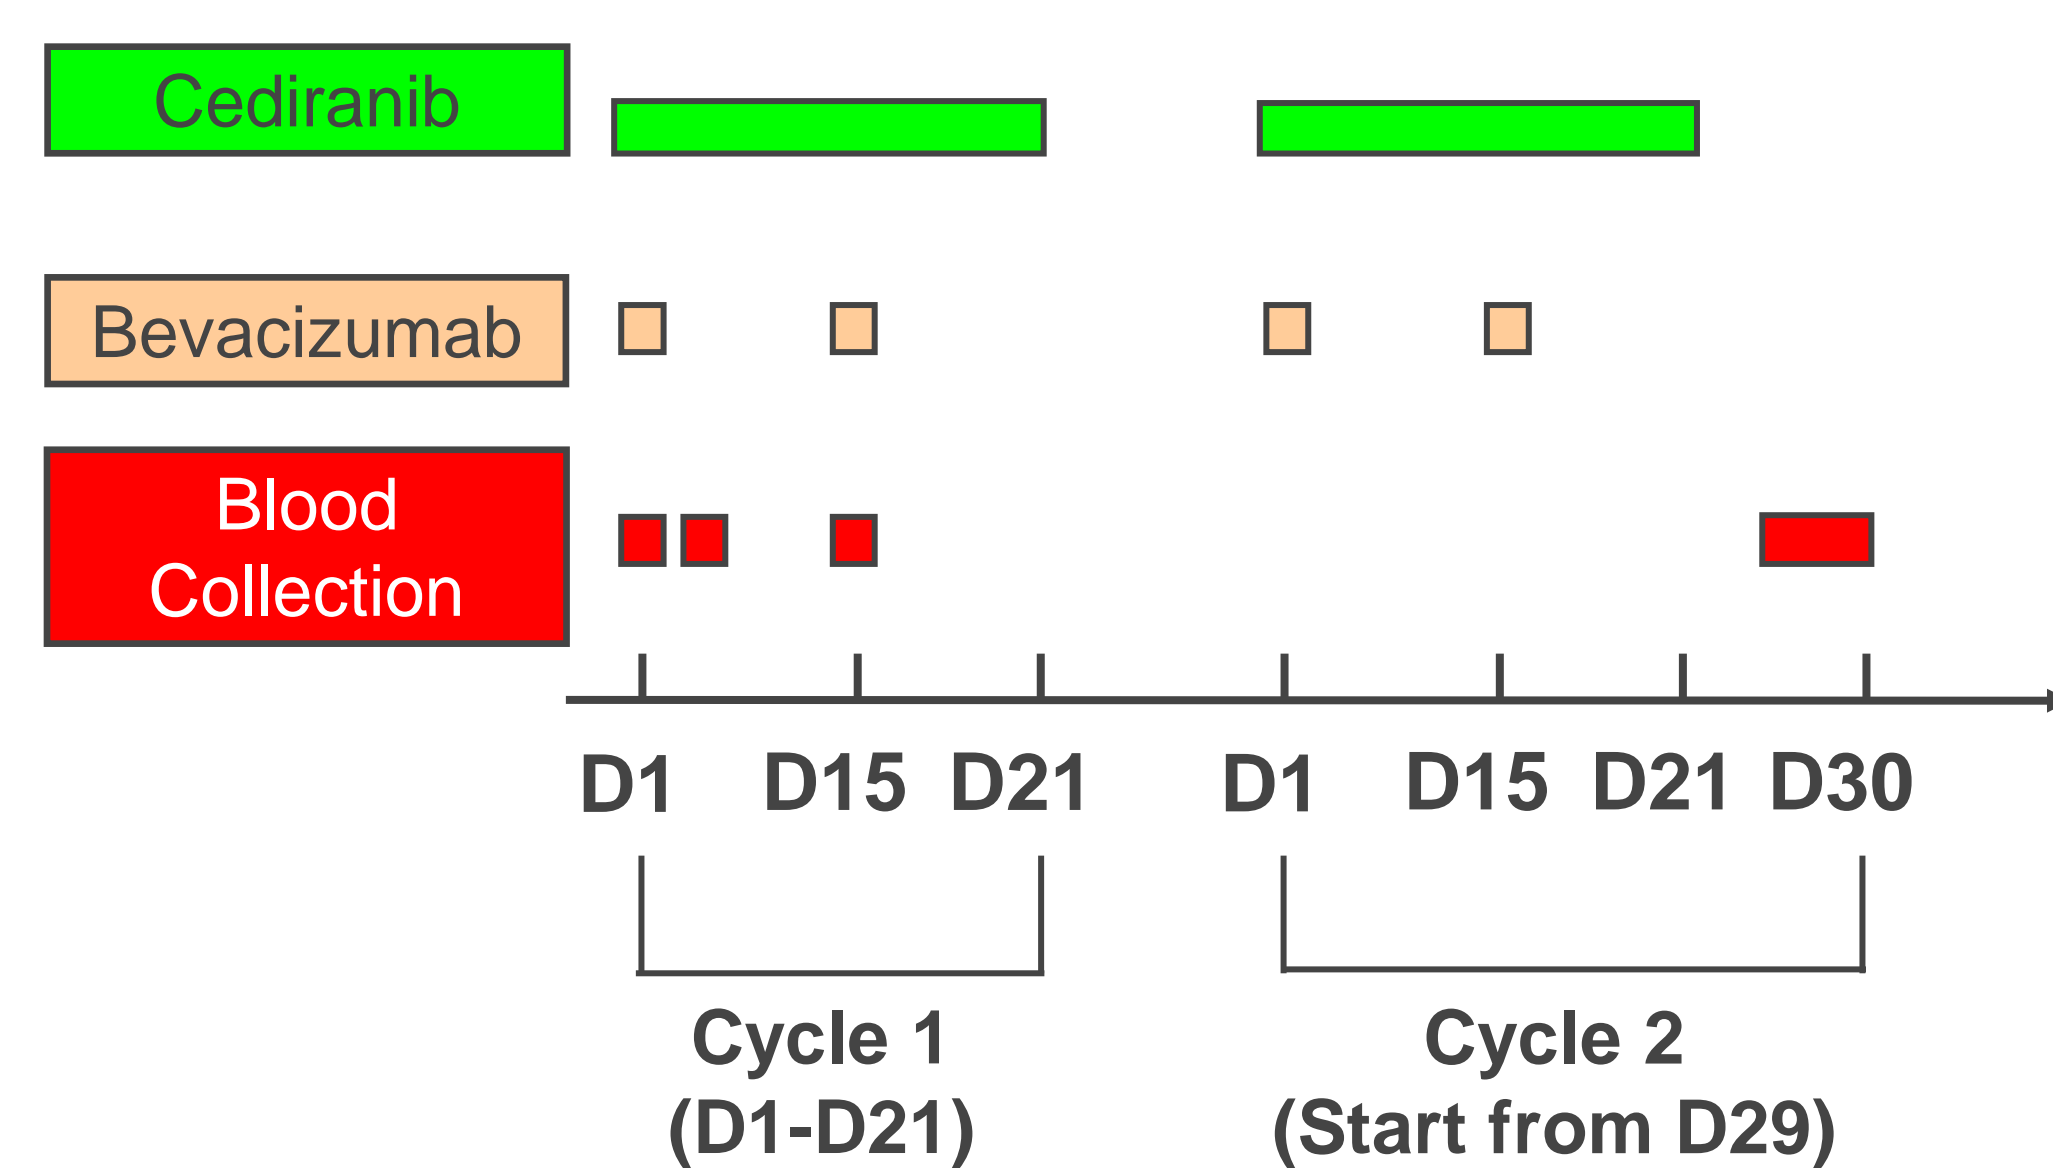 Cediranib
Bevacizumab
Blood
Collection
D1 D15 D21 D1 D15 D21 D30
Cycle 1
(D1-D21)
Cycle 2
(Start from D29)